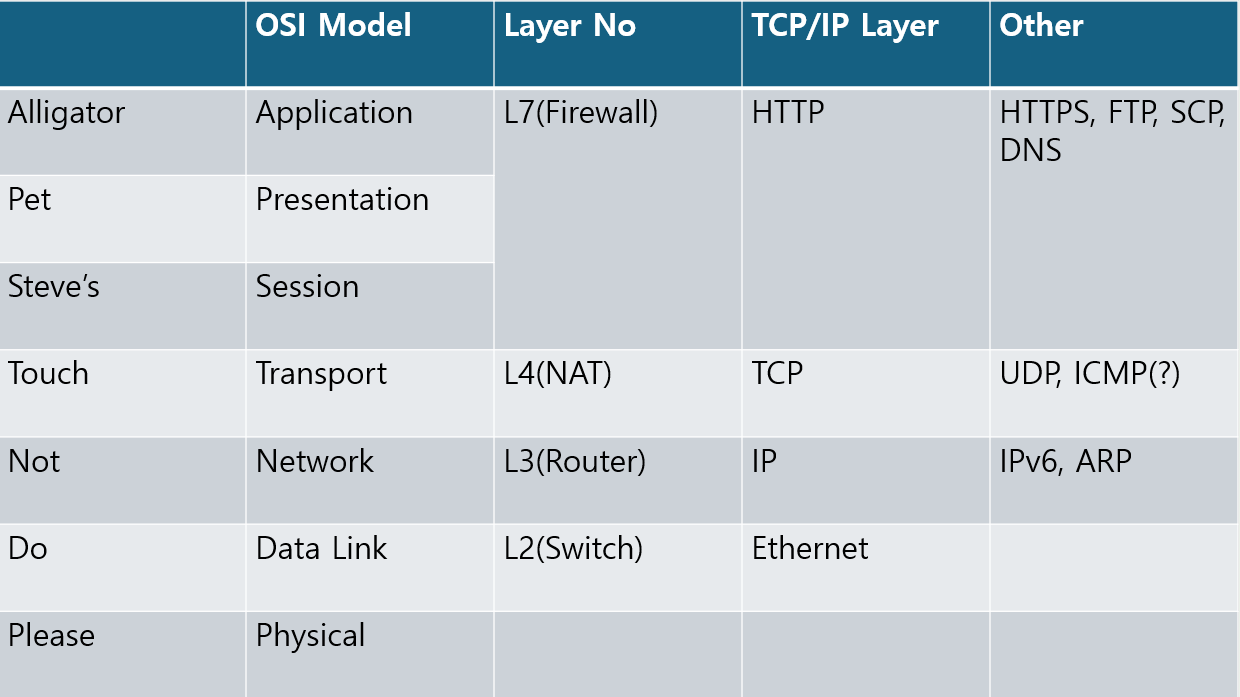 OSI Model Layer No TCP/IP Layer Other
Alligator Application L7(Firewall) HTTP HTTPS, FTP, SCP,
DNS
Pet Presentation
Steve’s Session
Touch Transport L4(NAT) TCP UDP, ICMP(?)
Not Network L3(Router) IP IPv6, ARP
Do Data Link L2(Switch) Ethernet
Please Physical